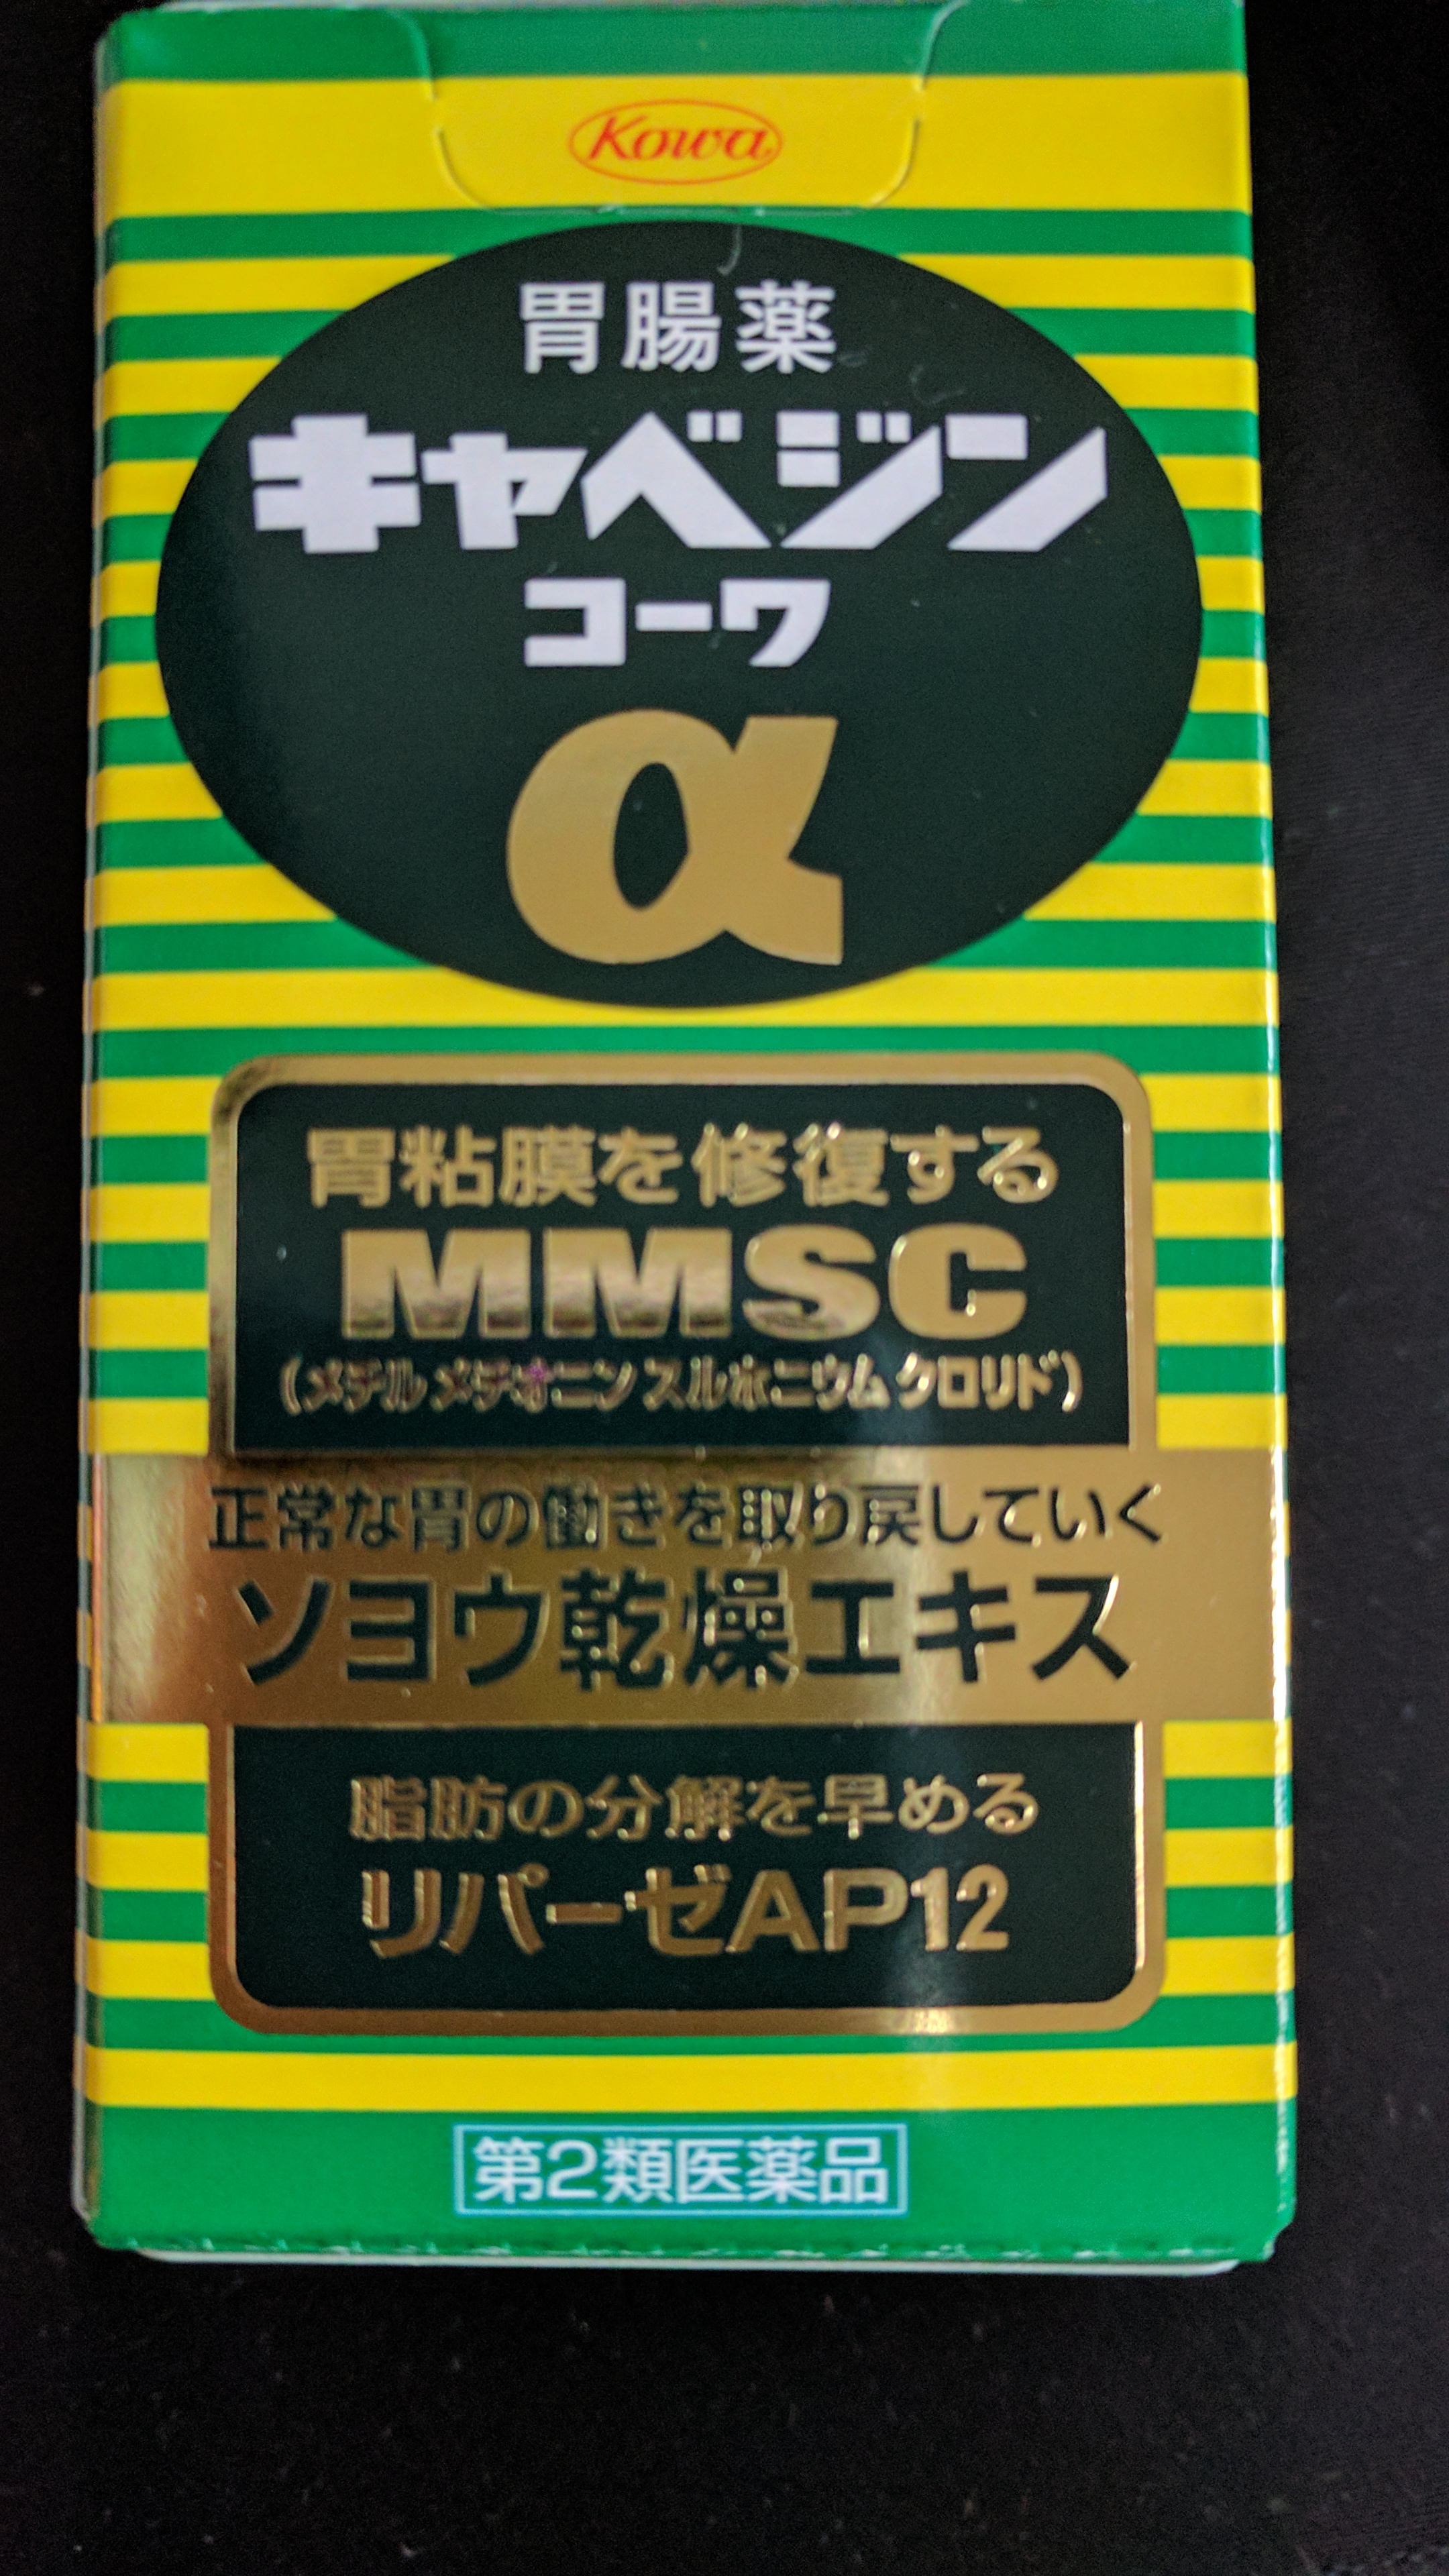 Kowa
胃腸薬
キャベジン
コーワ
α
胃粘膜を修復する
MMSC
(メチルメチオニンスルホニウムクロリド)
正常な胃の働きを取り戻していく
ソヨウ乾燥エキス
脂肪の分解を早める
リパーゼAP12
第2類医薬品